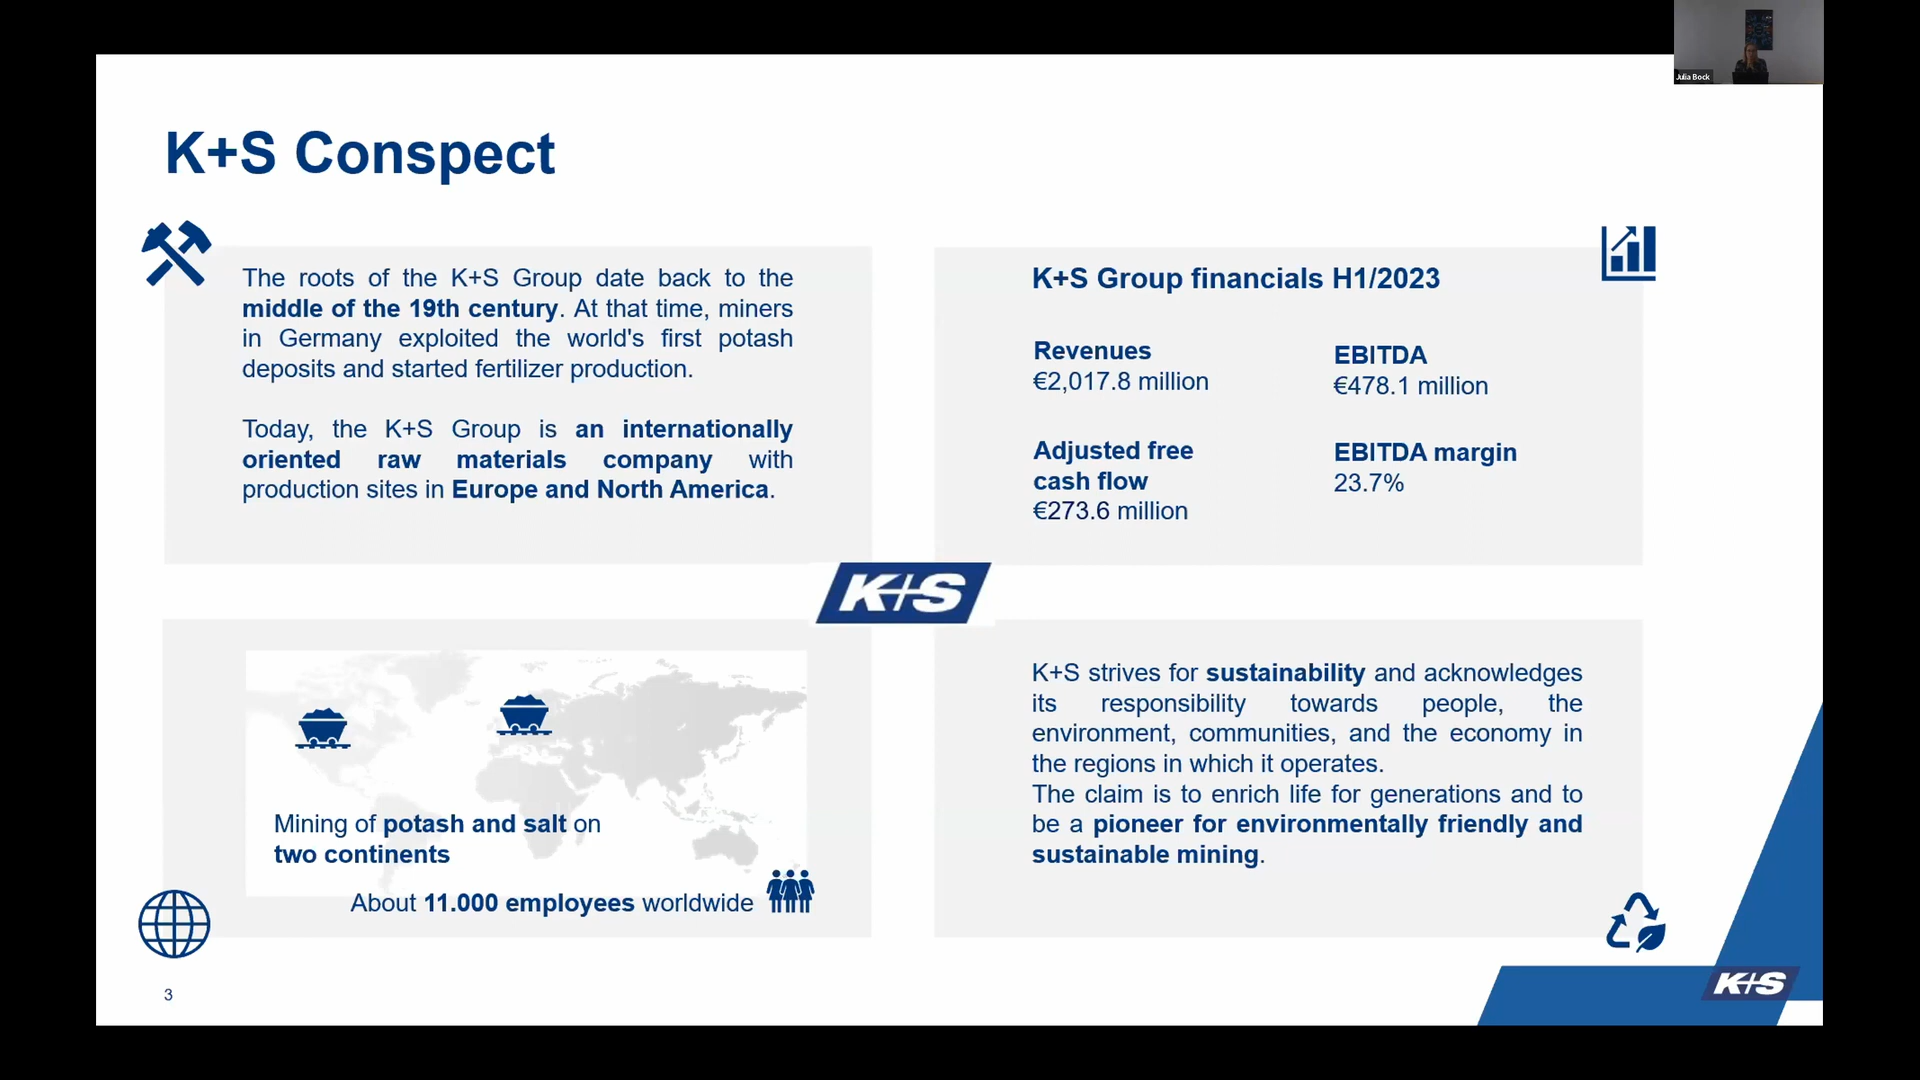 Julia Bock
K+S Conspect
The roots of the K+S Group date back to the
middle of the 19th century. At that time, miners
in Germany exploited the world's first potash
deposits and started fertilizer production.
Today, the K+S Group is an internationally
oriented raw materials company with
production sites in Europe and North America.
K+S Group financials H1/2023
Revenues
€2,017.8 million
EBITDA
€478.1 million
Adjusted free
cash flow
€273.6 million
EBITDA margin
23.7%
K+S
Mining of potash and salt on
two continents
About 11.000 employees worldwide
K+S strives for sustainability and acknowledges
its responsibility towards people, the
environment, communities, and the economy in
the regions in which it operates.
The claim is to enrich life for generations and to
be a pioneer for environmentally friendly and
sustainable mining.
3
K+S